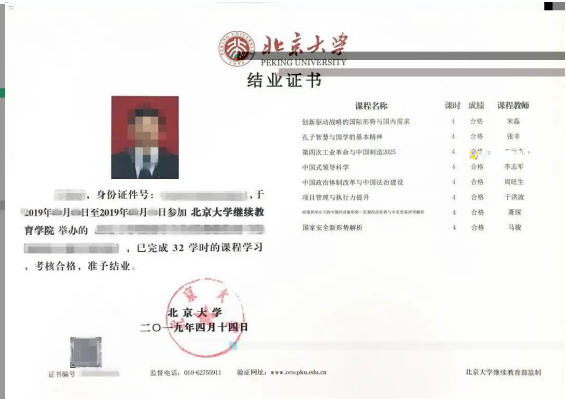 北京大学
PEKING UNIVERSITY
结业证书
，身份证件号： ，于
2019年 月 日至2019年 月 日参加 北京大学继续教
育学院 举办的
，已完成 32 学时的课程学习
，考核合格，准予结业。
北京大学
二〇一九年四月十四日
课程名称 课时 成绩 课程教师
创新驱动战略的国际形势与国内需求 4 合格 宋磊
孔子智慧与国学的基本精神 4 合格 张辛
第四次工业革命与中国制造2025 4 合格
中国式领导科学 4 合格 李志军
中国政治体制改革与中国法治建设 4 合格 周旺生
项目管理与执行力提升 4 合格 于洪波
4 合格 萧琛
国家安全新形势解析 4 合格 马骏
证书编号
监督电话：010-62755911
验证网址：www.ocopku.edu.cn
北京大学继续教育部监制